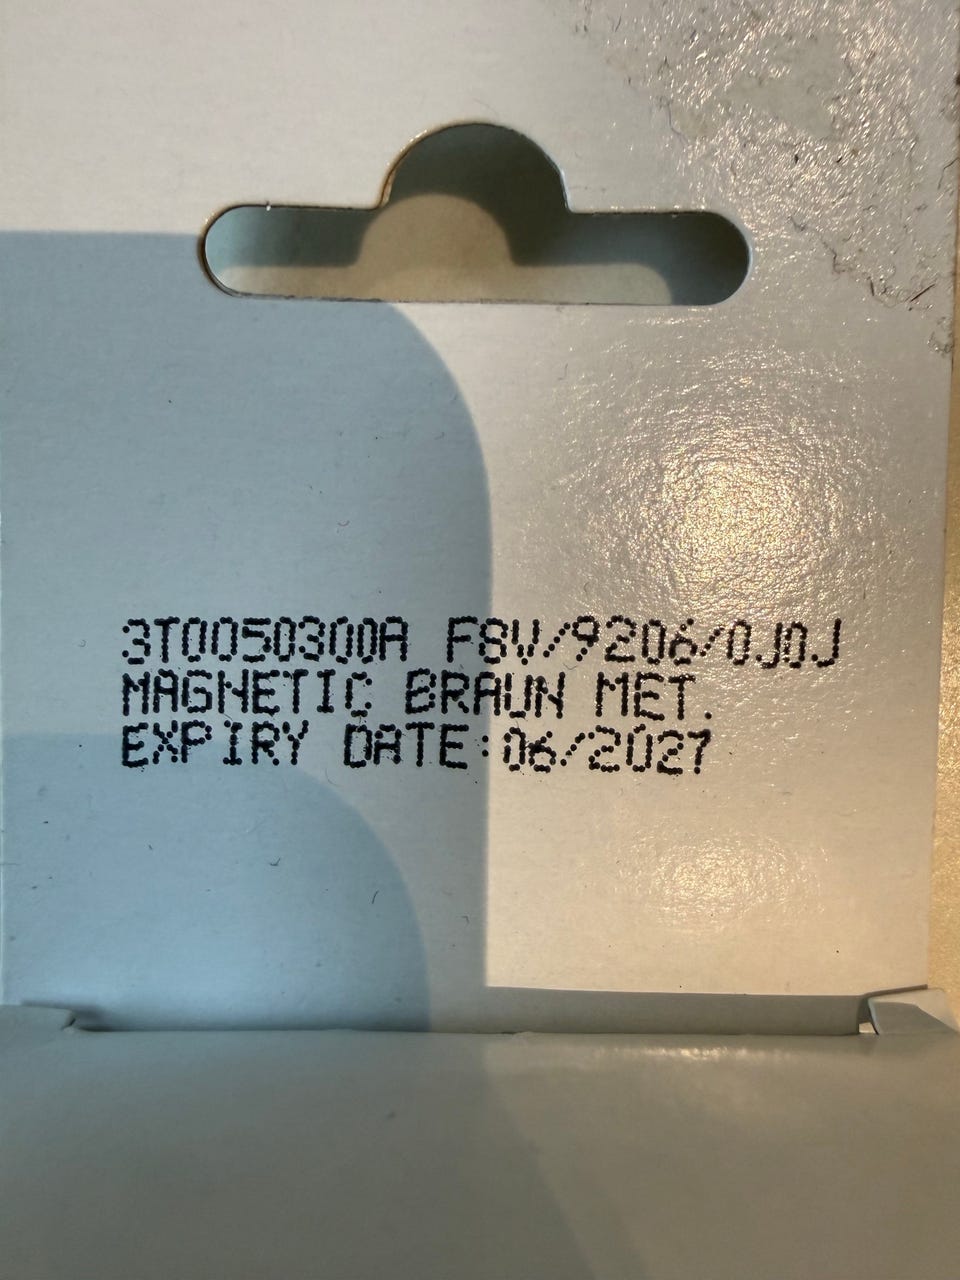 3T0050300A F8V/9206/0J0J
MAGNETIC BRAUN MET.
EXPIRY DATE:06/2027